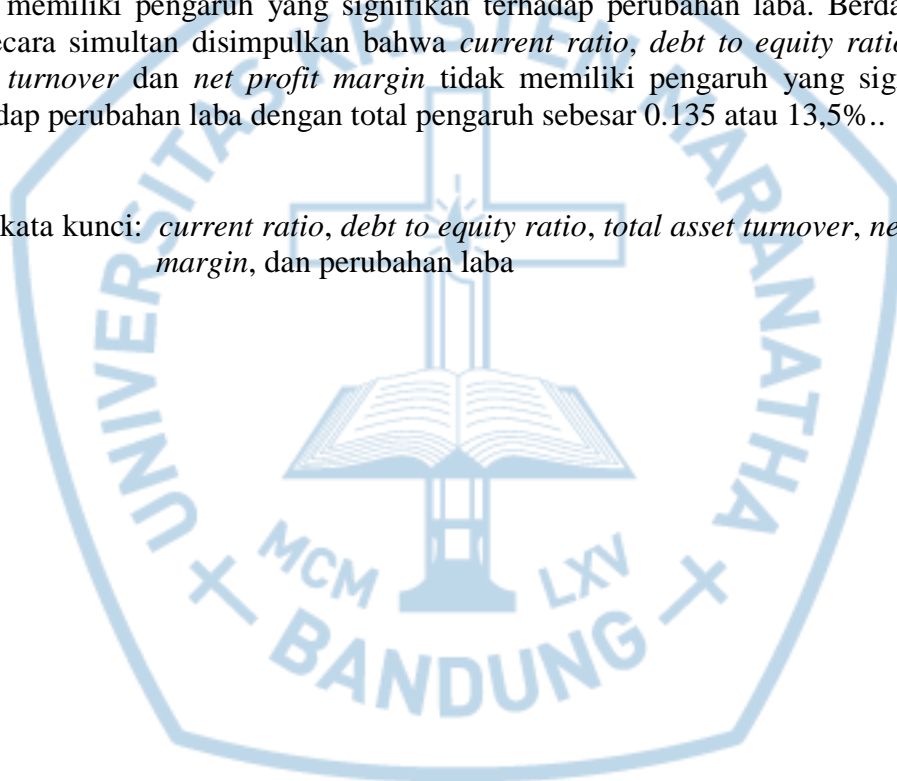 memiliki pengaruh yang signifikan terhadap perubahan laba. Berda
ecara simultan disimpulkan bahwa current ratio, debt to equity ratio
turnover dan net profit margin tidak memiliki pengaruh yang sig
dap perubahan laba dengan total pengaruh sebesar 0.135 atau 13,5%..
kata kunci: current ratio, debt to equity ratio, total asset turnover, ne
margin, dan perubahan laba
UNIVERSITAS KRISTEN MARANATHA
MCM LXV
BANDUNG